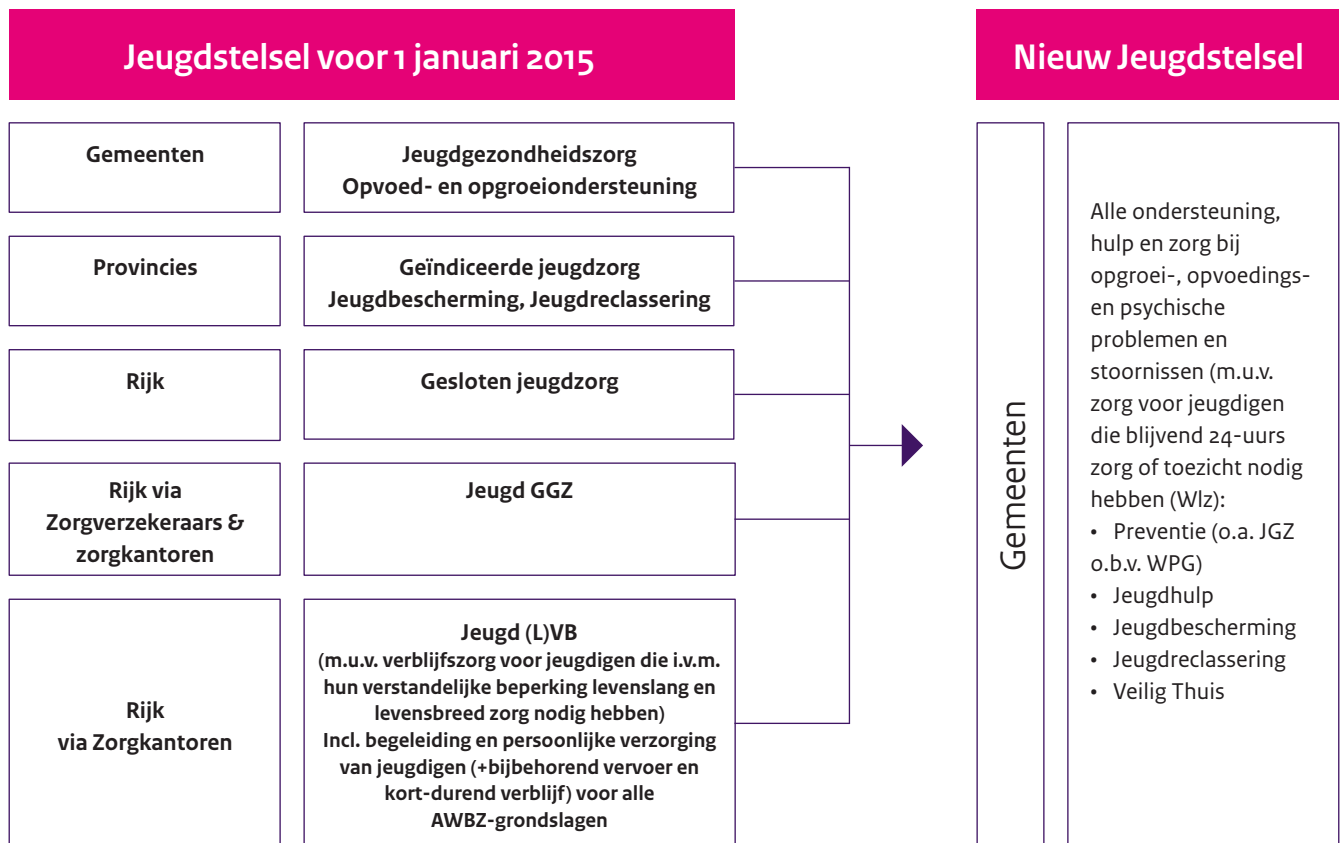 Jeugdstelsel voor 1 januari 2015
Nieuw Jeugdstelsel
Gemeenten
Jeugdgezondheidszorg
Opvoed- en opgroeiondersteuning
Provincies
Geïndiceerde jeugdzorg
Jeugdbescherming, Jeugdreclassering
Rijk
Gesloten jeugdzorg
Rijk via
Zorgverzekeraars &
zorgkantoren
Jeugd GGZ
Rijk
via Zorgkantoren
Jeugd (L)VB
(m.u.v. verblijfszorg voor jeugdigen die i.v.m.
hun verstandelijke beperking levenslang en
levensbreed zorg nodig hebben)
Incl. begeleiding en persoonlijke verzorging
van jeugdigen (+bijbehorend vervoer en
kort-durend verblijf) voor alle
AWBZ-grondslagen
Gemeenten
Alle ondersteuning,
hulp en zorg bij
opgroei-, opvoedings-
en psychische
problemen en
stoornissen (m.u.v.
zorg voor jeugdigen
die blijvend 24-uurs
zorg of toezicht nodig
hebben (Wlz):
• Preventie (o.a. JGZ
o.b.v. WPG)
• Jeugdhulp
• Jeugdbescherming
• Jeugdreclassering
• Veilig Thuis